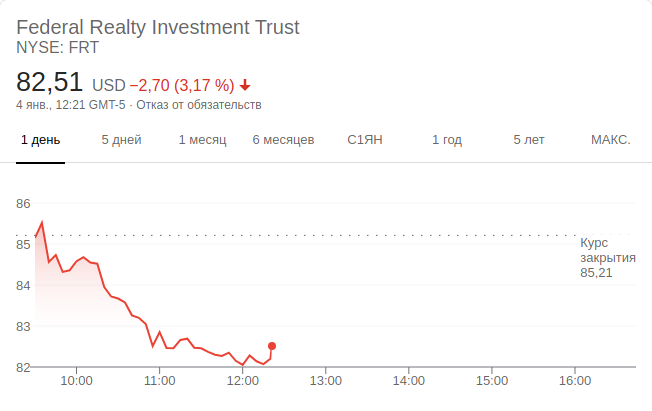 Federal Realty Investment Trust
NYSE: FRT
82,51 USD −2,70 (3,17 %)
4 янв., 12:21 GMT-5 · Отказ от обязательств
1 день 5 дней 1 месяц 6 месяцев С1ЯН 1 год 5 лет МАКС.
86
85
84
83
82
Курс
закрытия
85,21
10:00 11:00 12:00 13:00 14:00 15:00 16:00